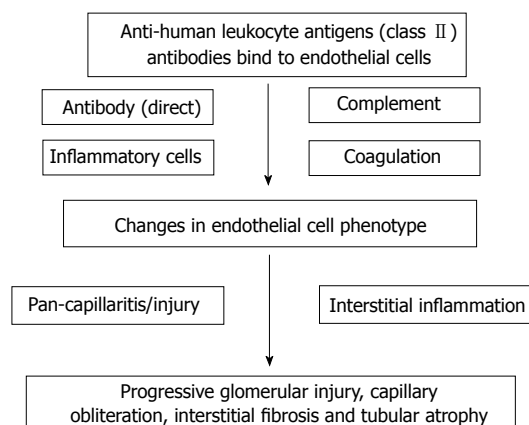 Anti-human leukocyte antigens (class Ⅱ)
antibodies bind to endothelial cells
Antibody (direct)
Complement
Inflammatory cells
Coagulation
Changes in endothelial cell phenotype
Pan-capillaritis/injury
Interstitial inflammation
Progressive glomerular injury, capillary
obliteration, interstitial fibrosis and tubular atrophy